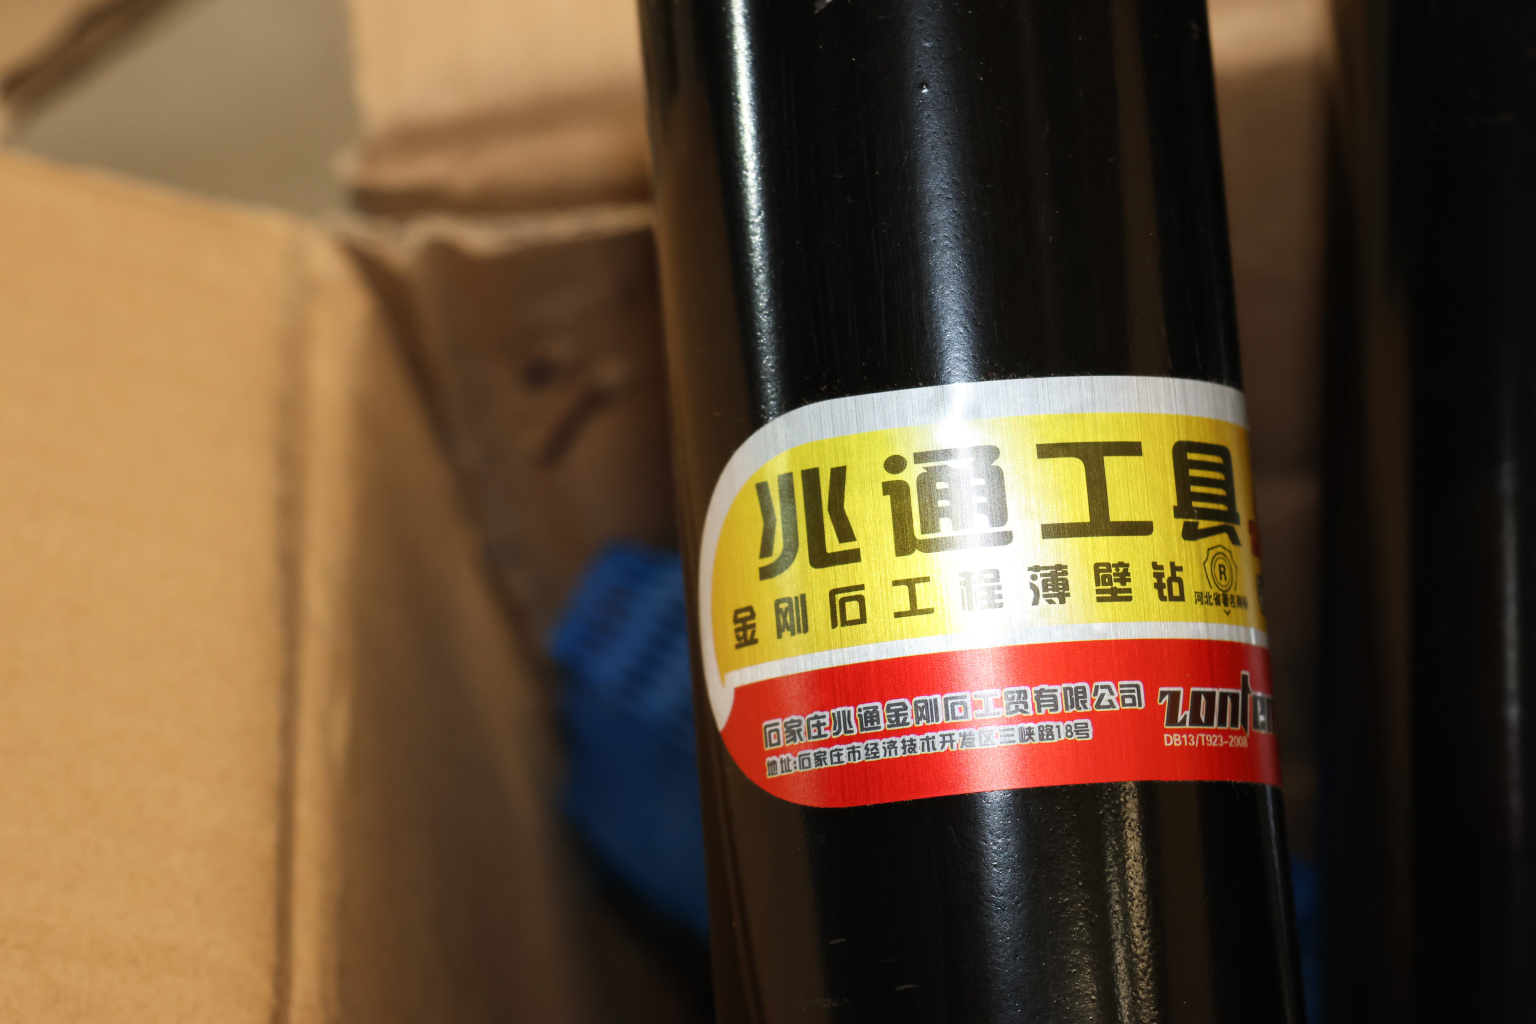 兆通工具
金刚石工程薄壁钻
R
河北省著名商标
石家庄兆通金刚石工贸有限公司
地址:石家庄市经济技术开发区三峡路18号
zonten
DB13/T923-2008